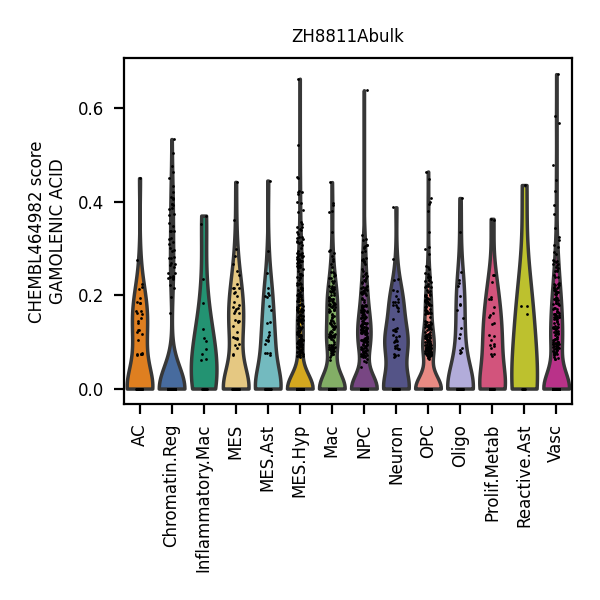 ZH8811Abulk
CHEMBL464982 score
GAMOLENIC ACID
0.6
0.4
0.2
0.0
AC
Chromatin.Reg
Inflammatory.Mac
MES
MES.Ast
MES.Hyp
Mac
NPC
Neuron
OPC
Oligo
Prolif.Metab
Reactive.Ast
Vasc